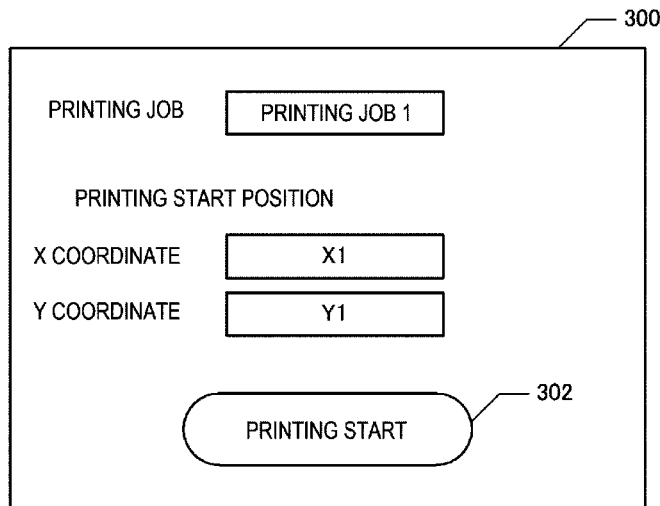 300
PRINTING JOB PRINTING JOB 1
PRINTING START POSITION
X COORDINATE X1
Y COORDINATE Y1
302
PRINTING START